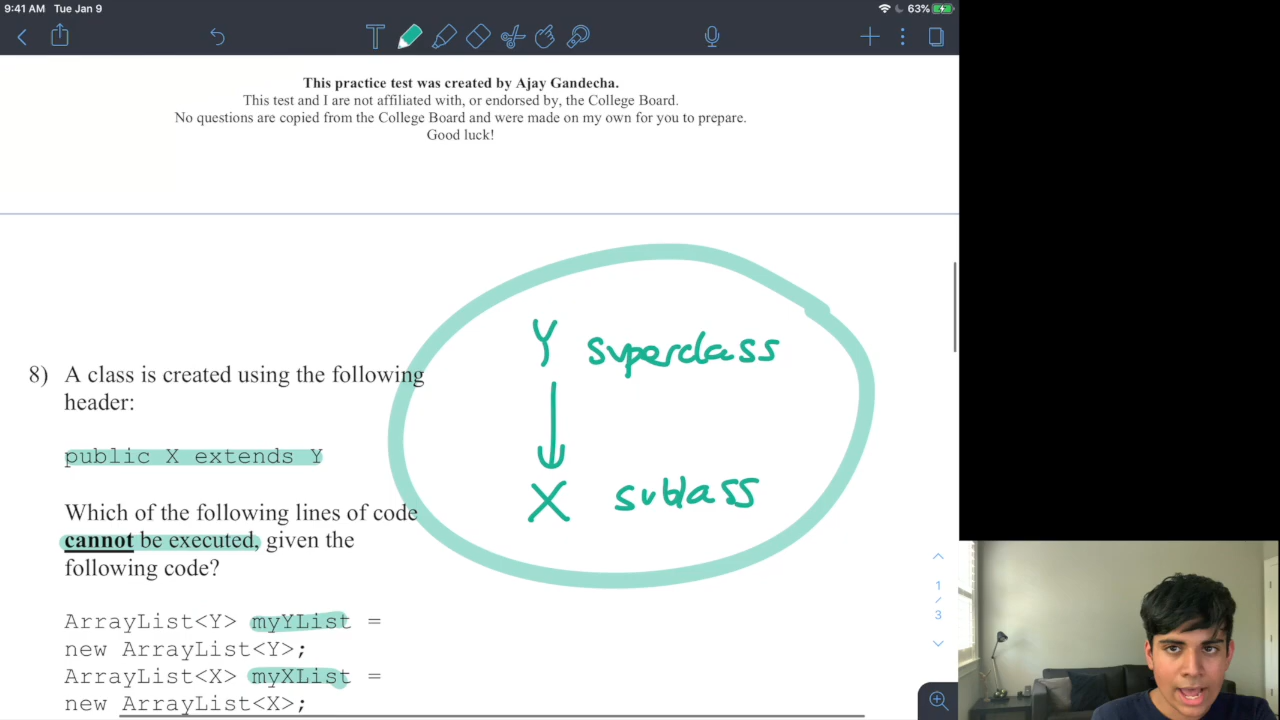 9:41 AM Tue Jan 9
63%
T
This practice test was created by Ajay Gandecha.
This test and I are not affiliated with, or endorsed by, the College Board.
No questions are copied from the College Board and were made on my own for you to prepare.
Good luck!
Y superclass
X sublass
8) A class is created using the following
header:
public X extends Y
Which of the following lines of code
cannot be executed, given the
following code?
ArrayList<Y> myYList =
new ArrayList<Y>;
ArrayList<X> myXList =
new ArrayList<X>;
1
/
3